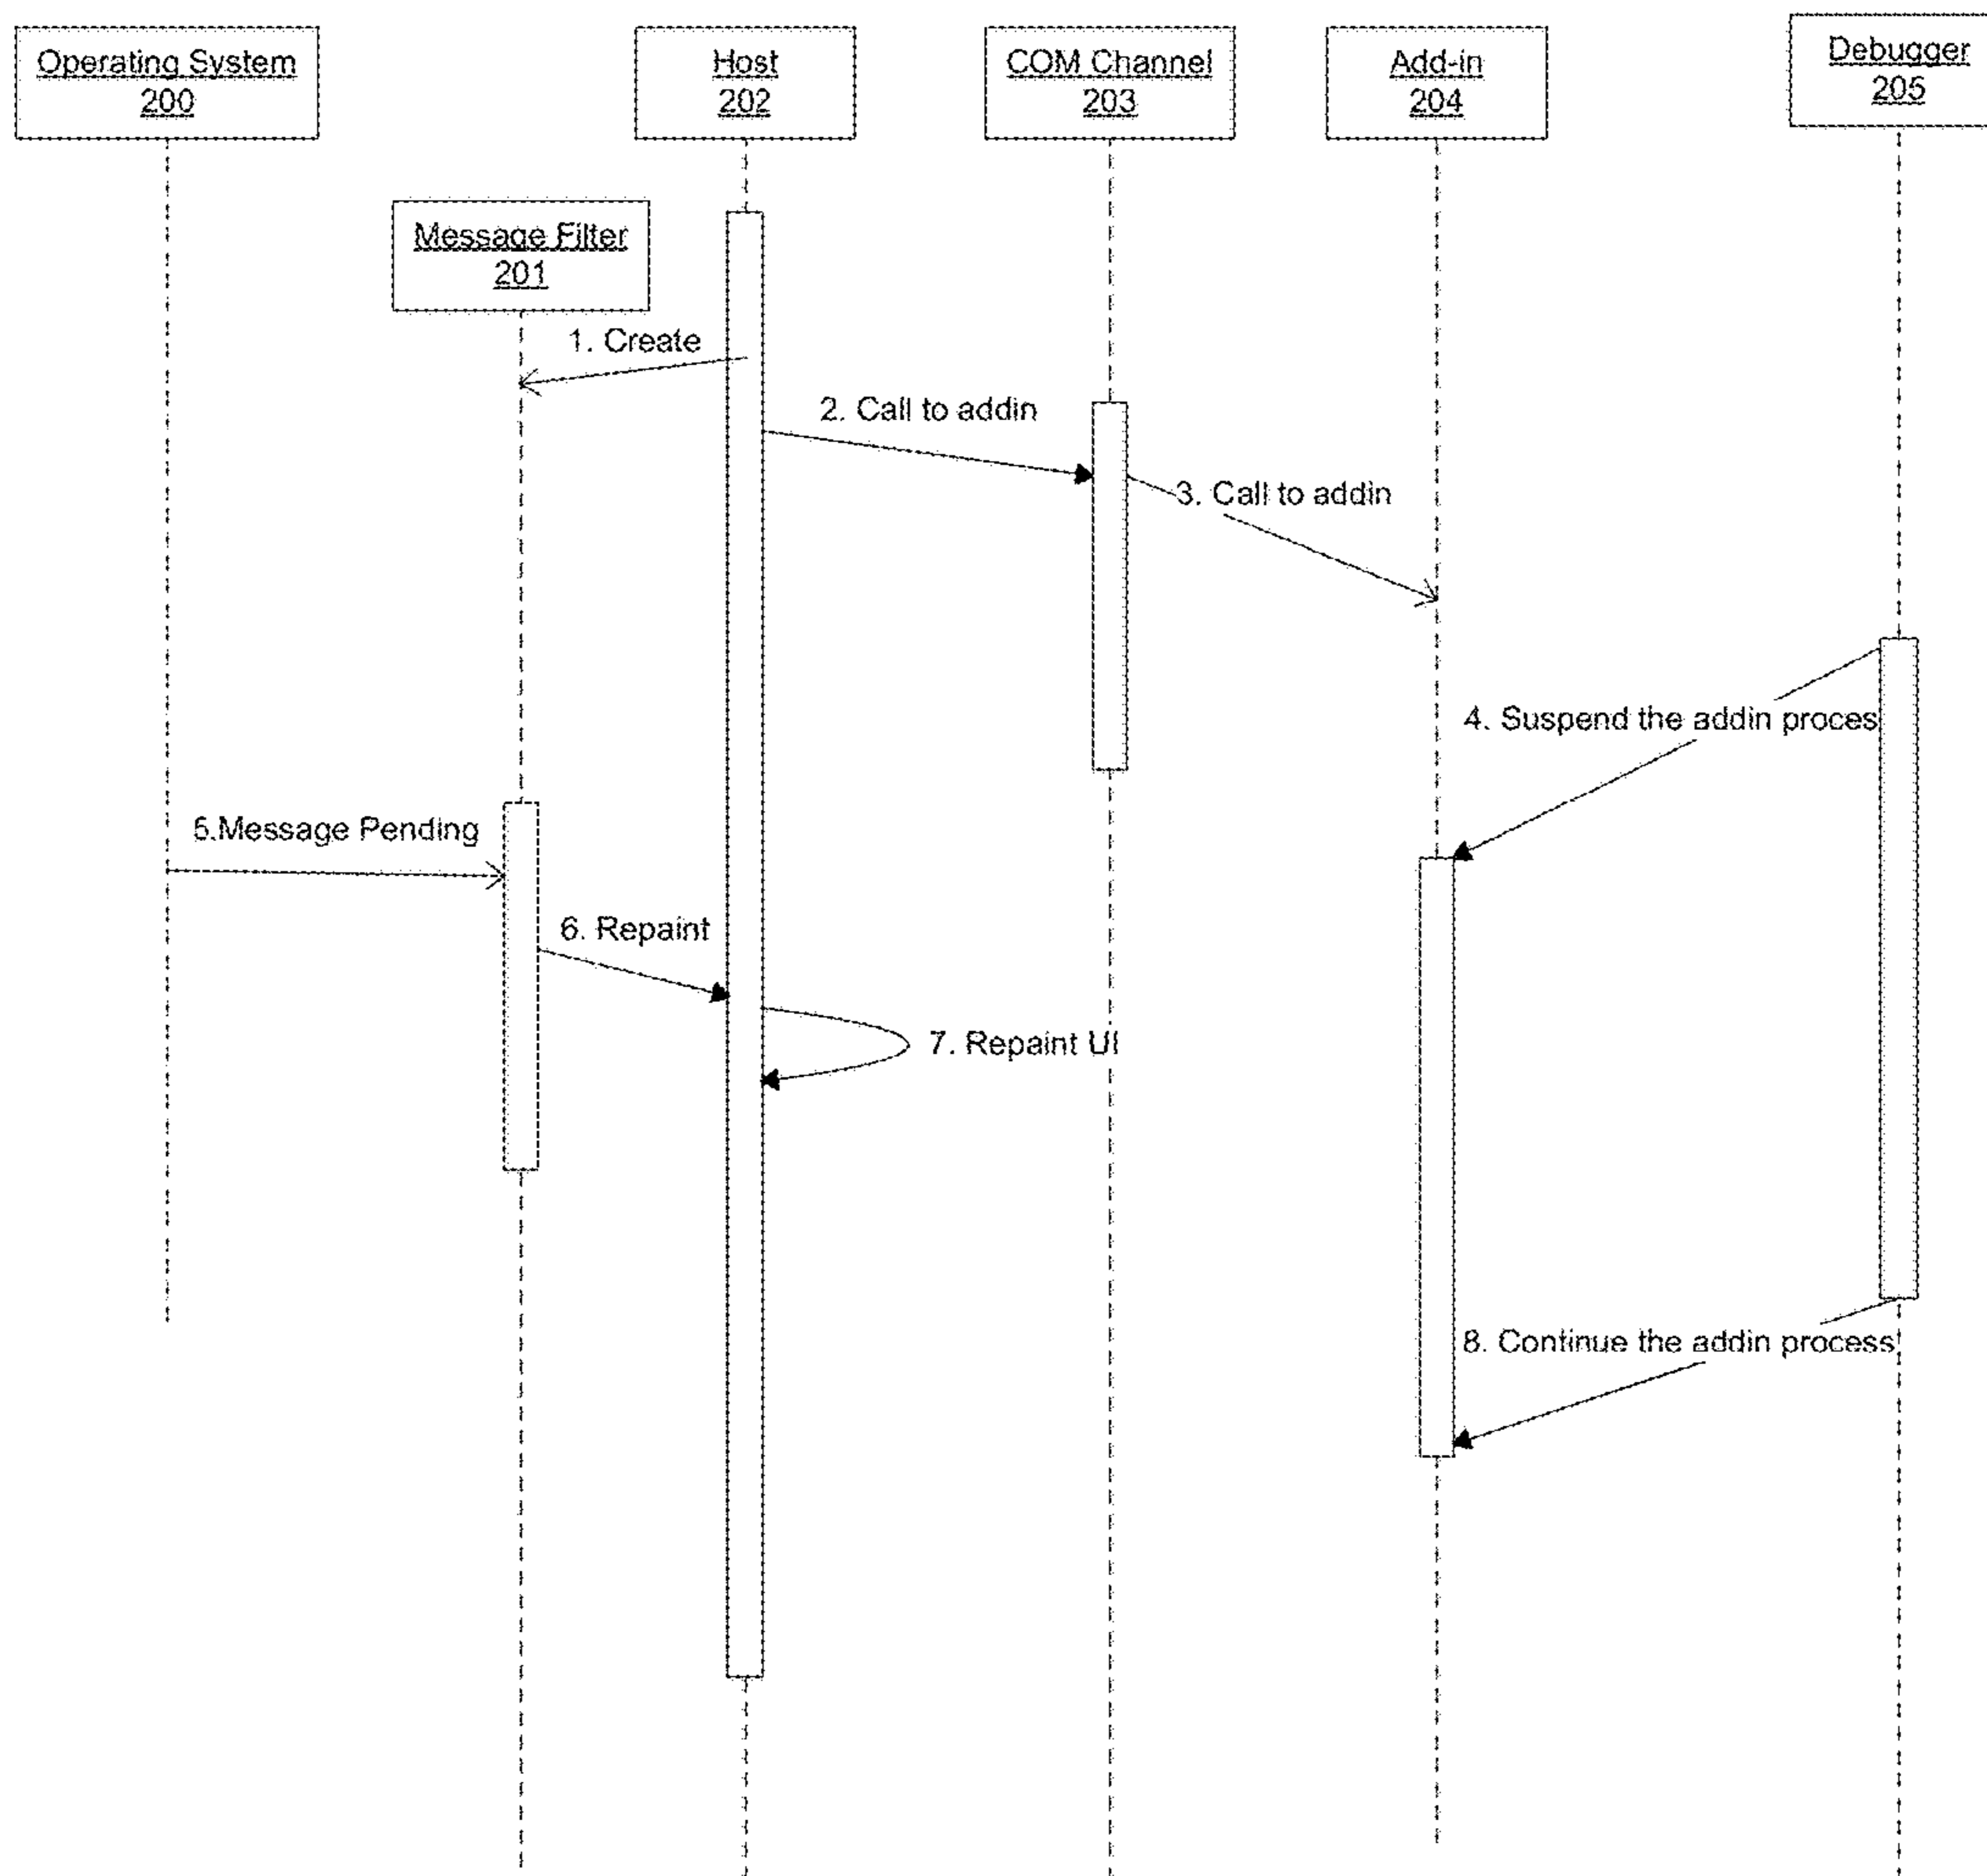 Operating System
200
Host
202
COM Channel
203
Add-in
204
Debugger
205
Message Filter
201
1. Create
2. Call to addin
3. Call to addin
4. Suspend the addin proces
5.Message Pending
6. Repaint
7. Repaint UI
8. Continue the addin process